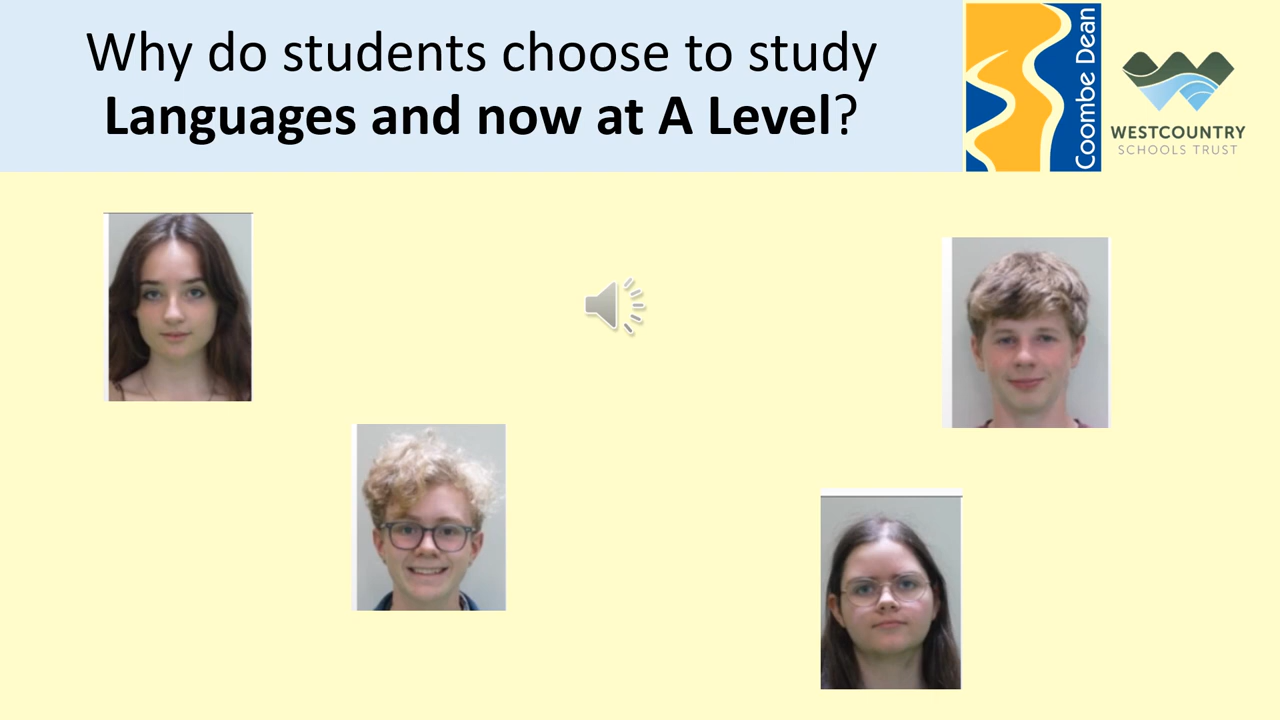 Why do students choose to study
Languages and now at A Level?
Coombe Dean
WESTCOUNTRY
SCHOOLS TRUST